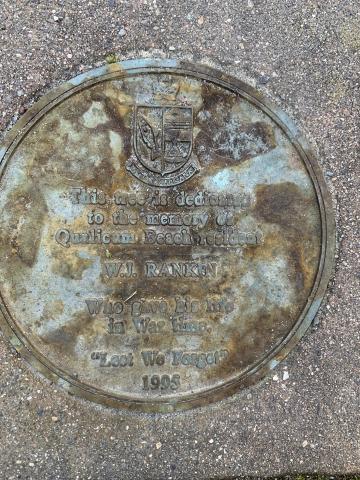 This tree is dedicated
to the memory of
Qualicum Beach resident
W.J. RANKEN
Who gave his life
in War time.
"Lest We Forget"
1995